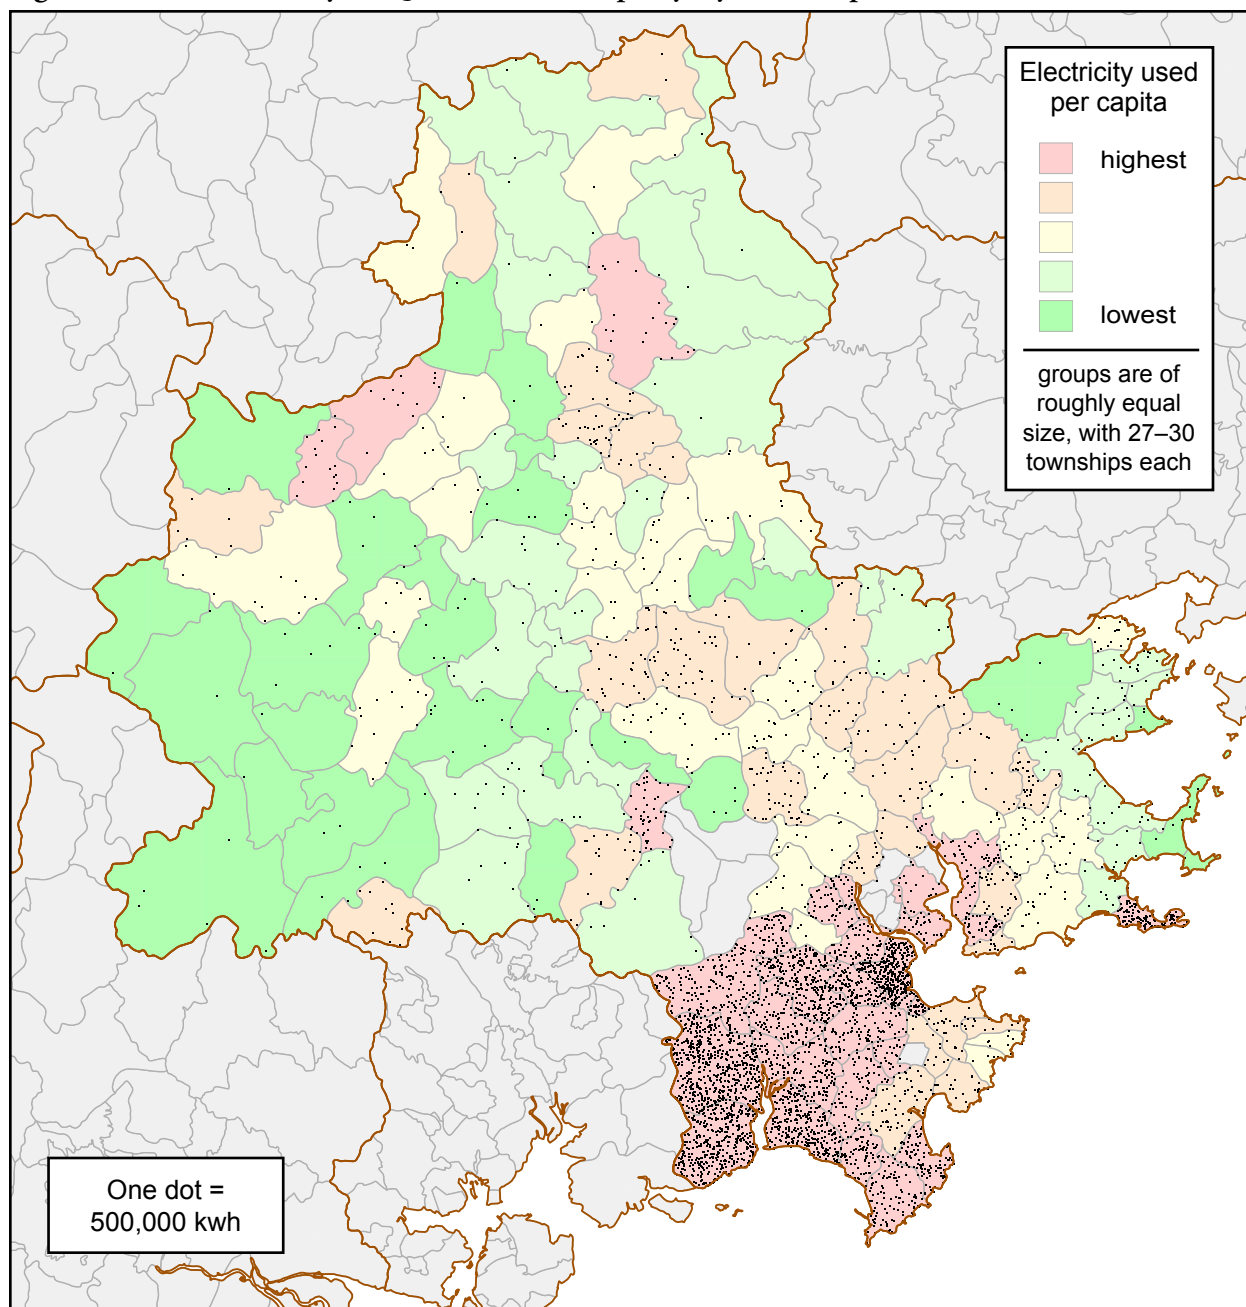 Electricity used
per capita
highest
lowest
groups are of
roughly equal
size, with 27–30
townships each
One dot =
500,000 kwh